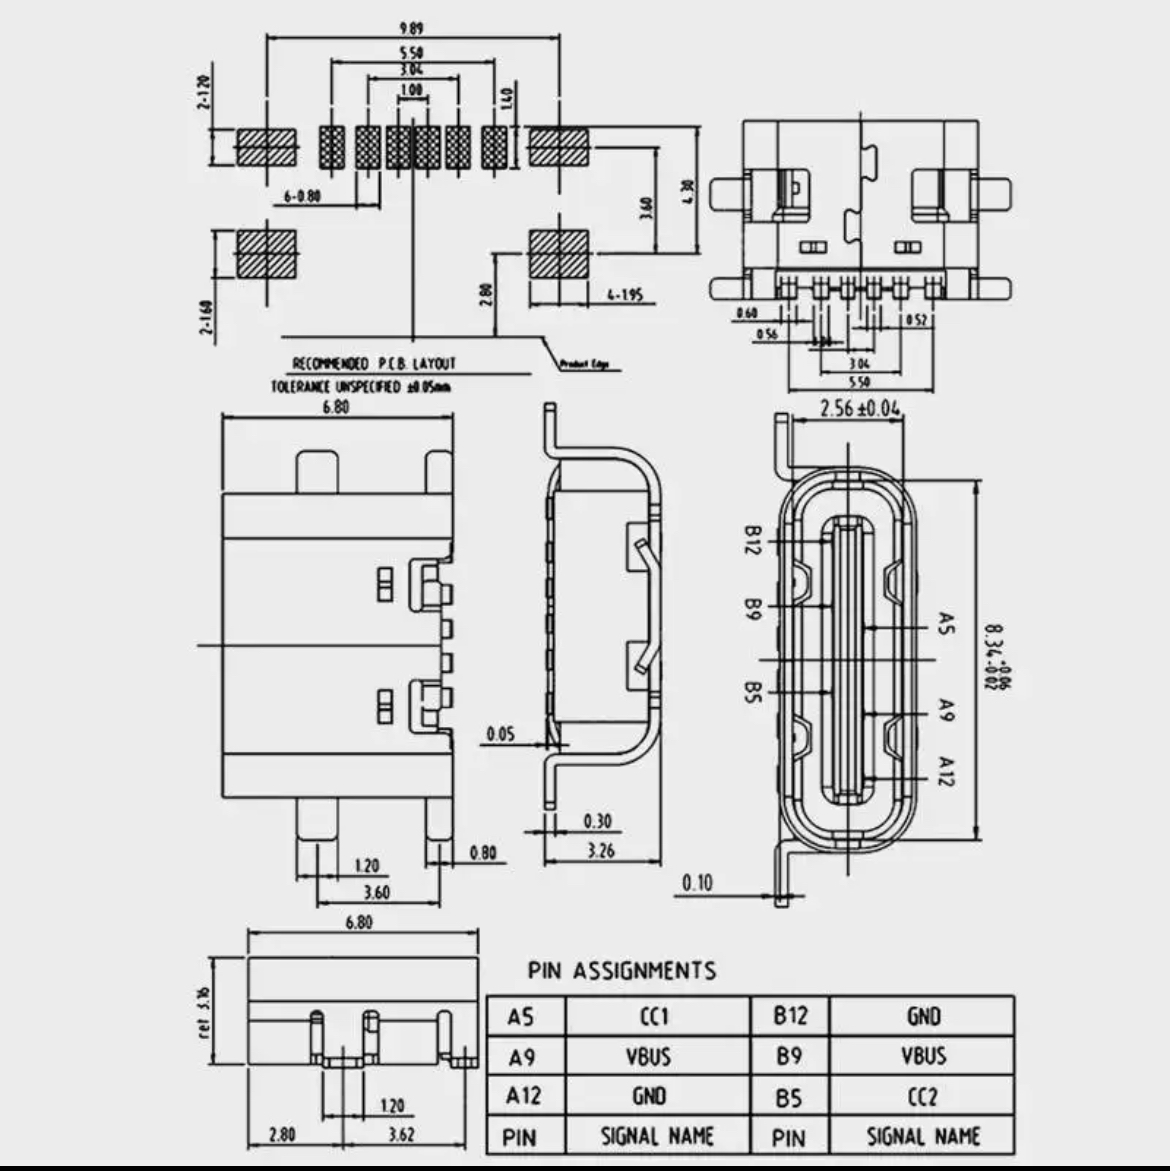 9.89
5.50
3.04
1.00
1.40
2-1.20
6-0.80
3.60
4.30
2.80
4-1.95
2-1.60
RECOMMENDED P.C.B. LAYOUT
Product Edge
TOLERANCE UNSPECIFIED ±0.05mm
0.60
0.52
0.56
3.04
5.50
6.80
2.56 ±0.04
B12
B9
A5
B5
A9
A12
8.34 +0.06 -0.02
0.05
0.30
3.26
0.80
1.20
3.60
0.10
6.80
ref 3.16
1.20
2.80
3.62
PIN ASSIGNMENTS
A5 CC1 B12 GND
A9 VBUS B9 VBUS
A12 GND B5 CC2
PIN SIGNAL NAME PIN SIGNAL NAME